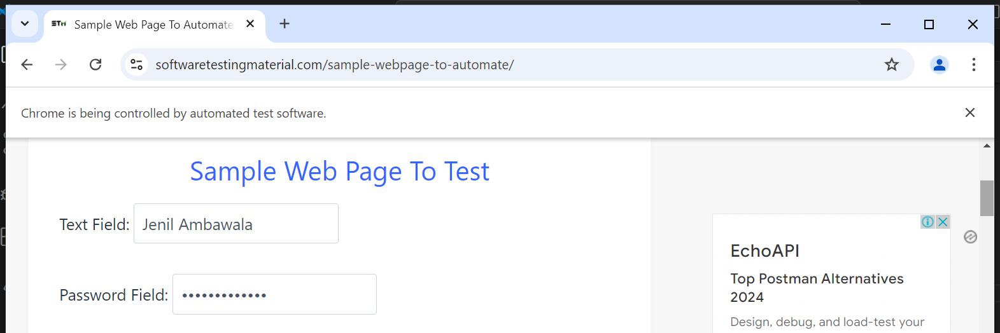 STM Sample Web Page To Automate
softwaretestingmaterial.com/sample-webpage-to-automate/
Chrome is being controlled by automated test software.
Sample Web Page To Test
Text Field: Jenil Ambawala
Password Field: •••••••••••••
EchoAPI
Top Postman Alternatives
2024
Design, debug, and load-test your